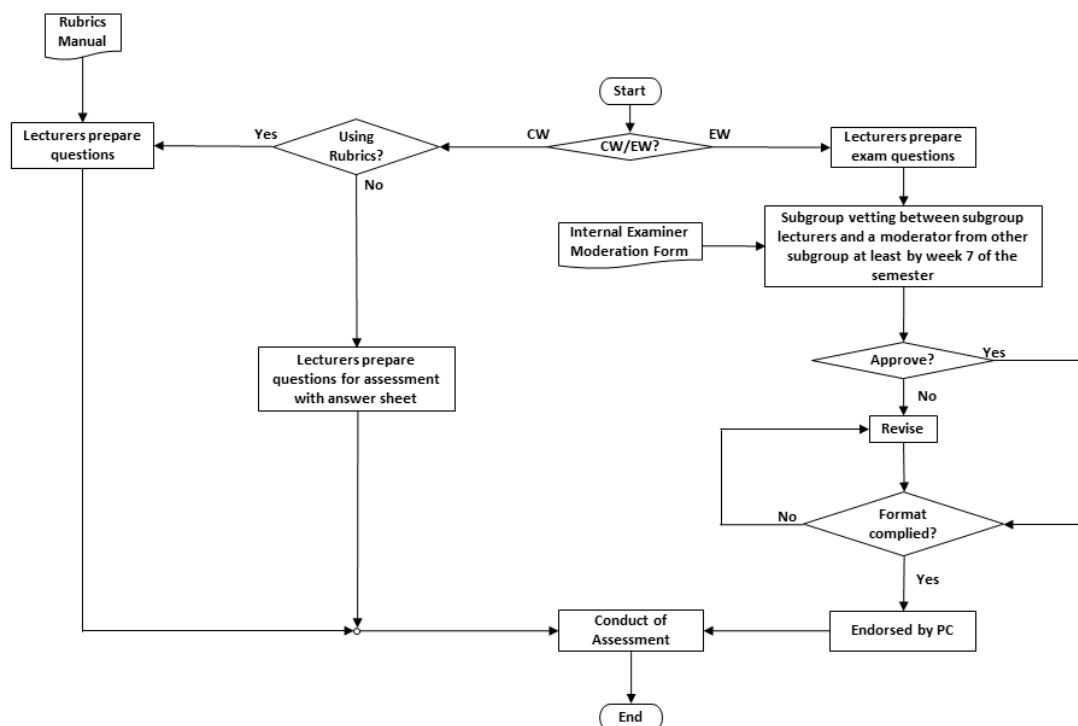 Rubrics
Manual
Start
Lecturers prepare
questions
Yes
Using
Rubrics?
CW
CW/EW?
EW
Lecturers prepare
exam questions
No
Internal Examiner
Moderation Form
Subgroup vetting between subgroup
lecturers and a moderator from other
subgroup at least by week 7 of the
semester
Lecturers prepare
questions for assessment
with answer sheet
Approve?
Yes
No
Revise
Format
complied?
No
Yes
Conduct of
Assessment
Endorsed by PC
End